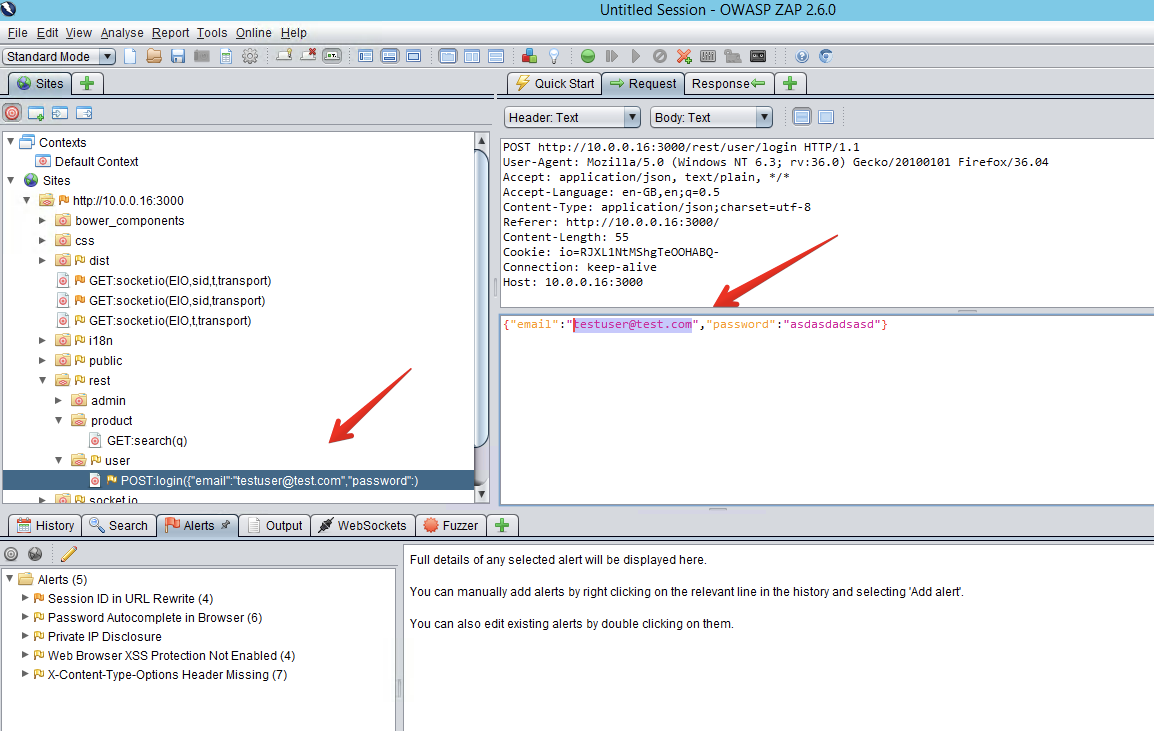 Untitled Session - OWASP ZAP 2.6.0
File Edit View Analyse Report Tools Online Help
Standard Mode
Sites
Quick Start Request Response
Header: Text Body: Text
Contexts
Default Context
Sites
http://10.0.0.16:3000
bower_components
css
dist
GET:socket.io(EIO,sid,t,transport)
GET:socket.io(EIO,sid,transport)
GET:socket.io(EIO,t,transport)
i18n
public
rest
admin
product
GET:search(q)
user
POST:login({"email":"testuser@test.com","password":)
socket.io
POST http://10.0.0.16:3000/rest/user/login HTTP/1.1
User-Agent: Mozilla/5.0 (Windows NT 6.3; rv:36.0) Gecko/20100101 Firefox/36.04
Accept: application/json, text/plain, */*
Accept-Language: en-GB,en;q=0.5
Content-Type: application/json;charset=utf-8
Referer: http://10.0.0.16:3000/
Content-Length: 55
Cookie: io=RJXL1NtMShgTeOOHABQ-
Connection: keep-alive
Host: 10.0.0.16:3000
{"email":"testuser@test.com","password":"asdasdadsasd"}
History Search Alerts Output WebSockets Fuzzer
Alerts (5)
Session ID in URL Rewrite (4)
Password Autocomplete in Browser (6)
Private IP Disclosure
Web Browser XSS Protection Not Enabled (4)
X-Content-Type-Options Header Missing (7)
Full details of any selected alert will be displayed here.
You can manually add alerts by right clicking on the relevant line in the history and selecting 'Add alert'.
You can also edit existing alerts by double clicking on them.